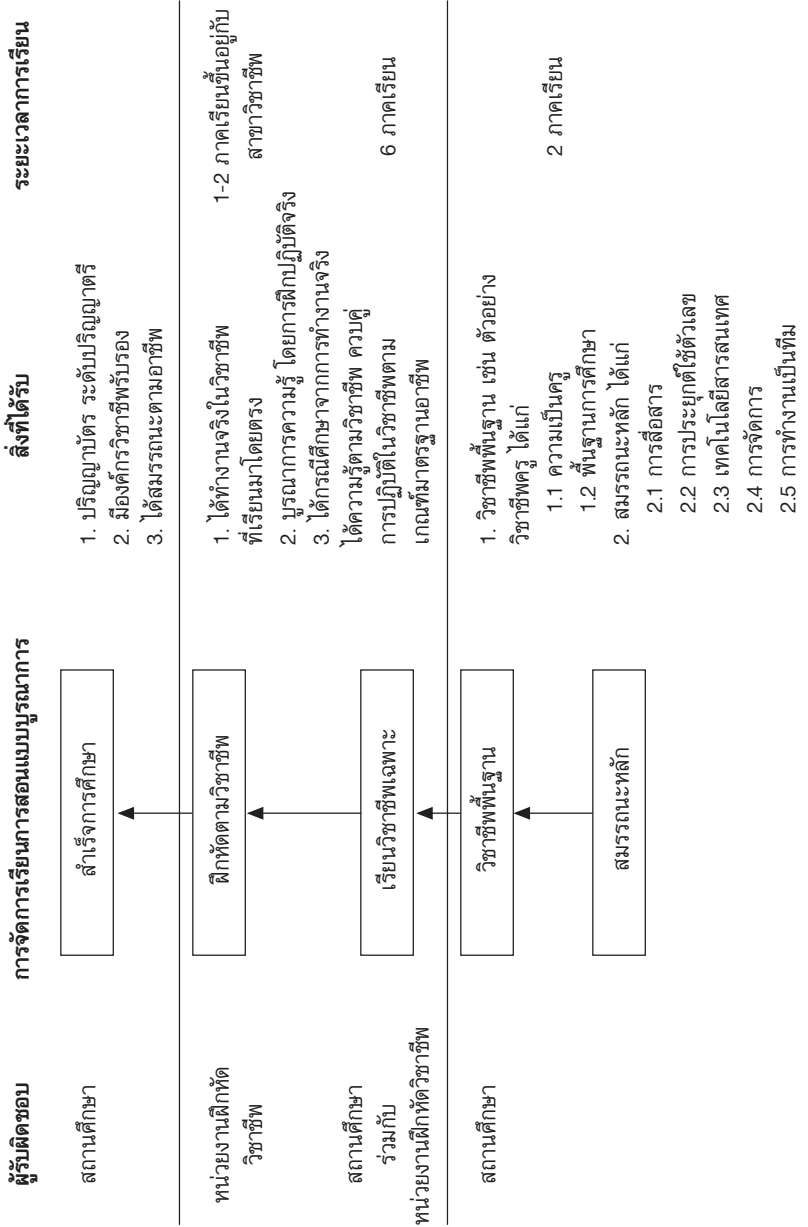 ผู้รับผิดชอบ
การจัดการเรียนการสอนแบบบูรณาการ
สิ่งที่ได้รับ
ระยะเวลาการเรียน
สถานศึกษา
สำเร็จการศึกษา
1. ปริญญาบัตร ระดับปริญญาตรี
2. มีองค์กรวิชาชีพรับรอง
3. ได้สมรรถนะตามอาชีพ
หน่วยงานฝึกหัด
วิชาชีพ
ฝึกหัดตามวิชาชีพ
1. ได้ทำงานจริงในวิชาชีพ
ที่เรียนมาโดยตรง
2. บูรณาการความรู้ โดยการฝึกปฏิบัติจริง
3. ได้กรณีศึกษาจากการทำงานจริง
1-2 ภาคเรียนขึ้นอยู่กับ
สาขาวิชาชีพ
สถานศึกษา
ร่วมกับ
หน่วยงานฝึกหัดวิชาชีพ
เรียนวิชาชีพเฉพาะ
ได้ความรู้ตามวิชาชีพ ควบคู่
การปฏิบัติในวิชาชีพตาม
เกณฑ์มาตรฐานอาชีพ
6 ภาคเรียน
สถานศึกษา
วิชาชีพพื้นฐาน
สมรรถนะหลัก
1. วิชาชีพพื้นฐาน เช่น ตัวอย่าง
วิชาชีพครู ได้แก่
1.1 ความเป็นครู
1.2 พื้นฐานการศึกษา
2. สมรรถนะหลัก ได้แก่
2.1 การสื่อสาร
2.2 การประยุกต์ใช้ตัวเลข
2.3 เทคโนโลยีสารสนเทศ
2.4 การจัดการ
2.5 การทำงานเป็นทีม
2 ภาคเรียน